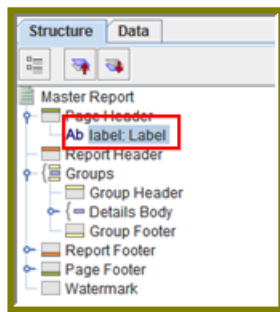 Structure Data
Master Report
Page Header
Ab label: Label
Report Header
Groups
Group Header
Details Body
Group Footer
Report Footer
Page Footer
Watermark